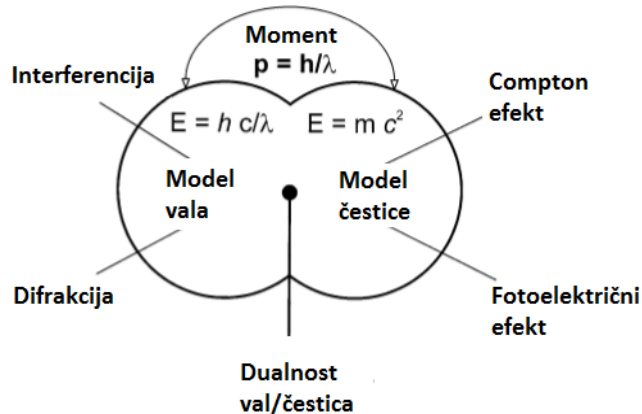 Moment
p = h/λ
Interferencija
Compton
efekt
E = h c/λ
E = m c²
Model
vala
Model
čestice
Difrakcija
Fotoelektrični
efekt
Dualnost
val/čestica